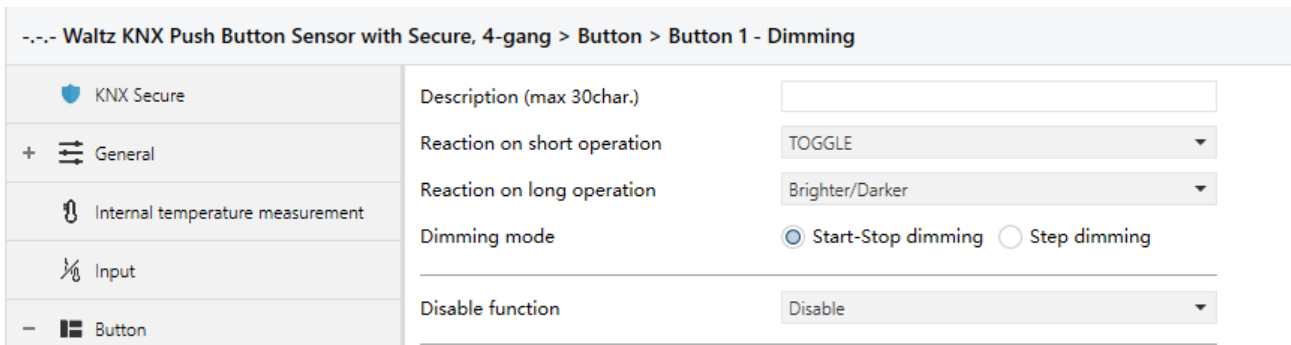 -.-.- Waltz KNX Push Button Sensor with Secure, 4-gang > Button > Button 1 - Dimming
KNX Secure
+ General
Internal temperature measurement
Input
− Button
Description (max 30char.)
Reaction on short operation TOGGLE
Reaction on long operation Brighter/Darker
Dimming mode Start-Stop dimming Step dimming
Disable function Disable